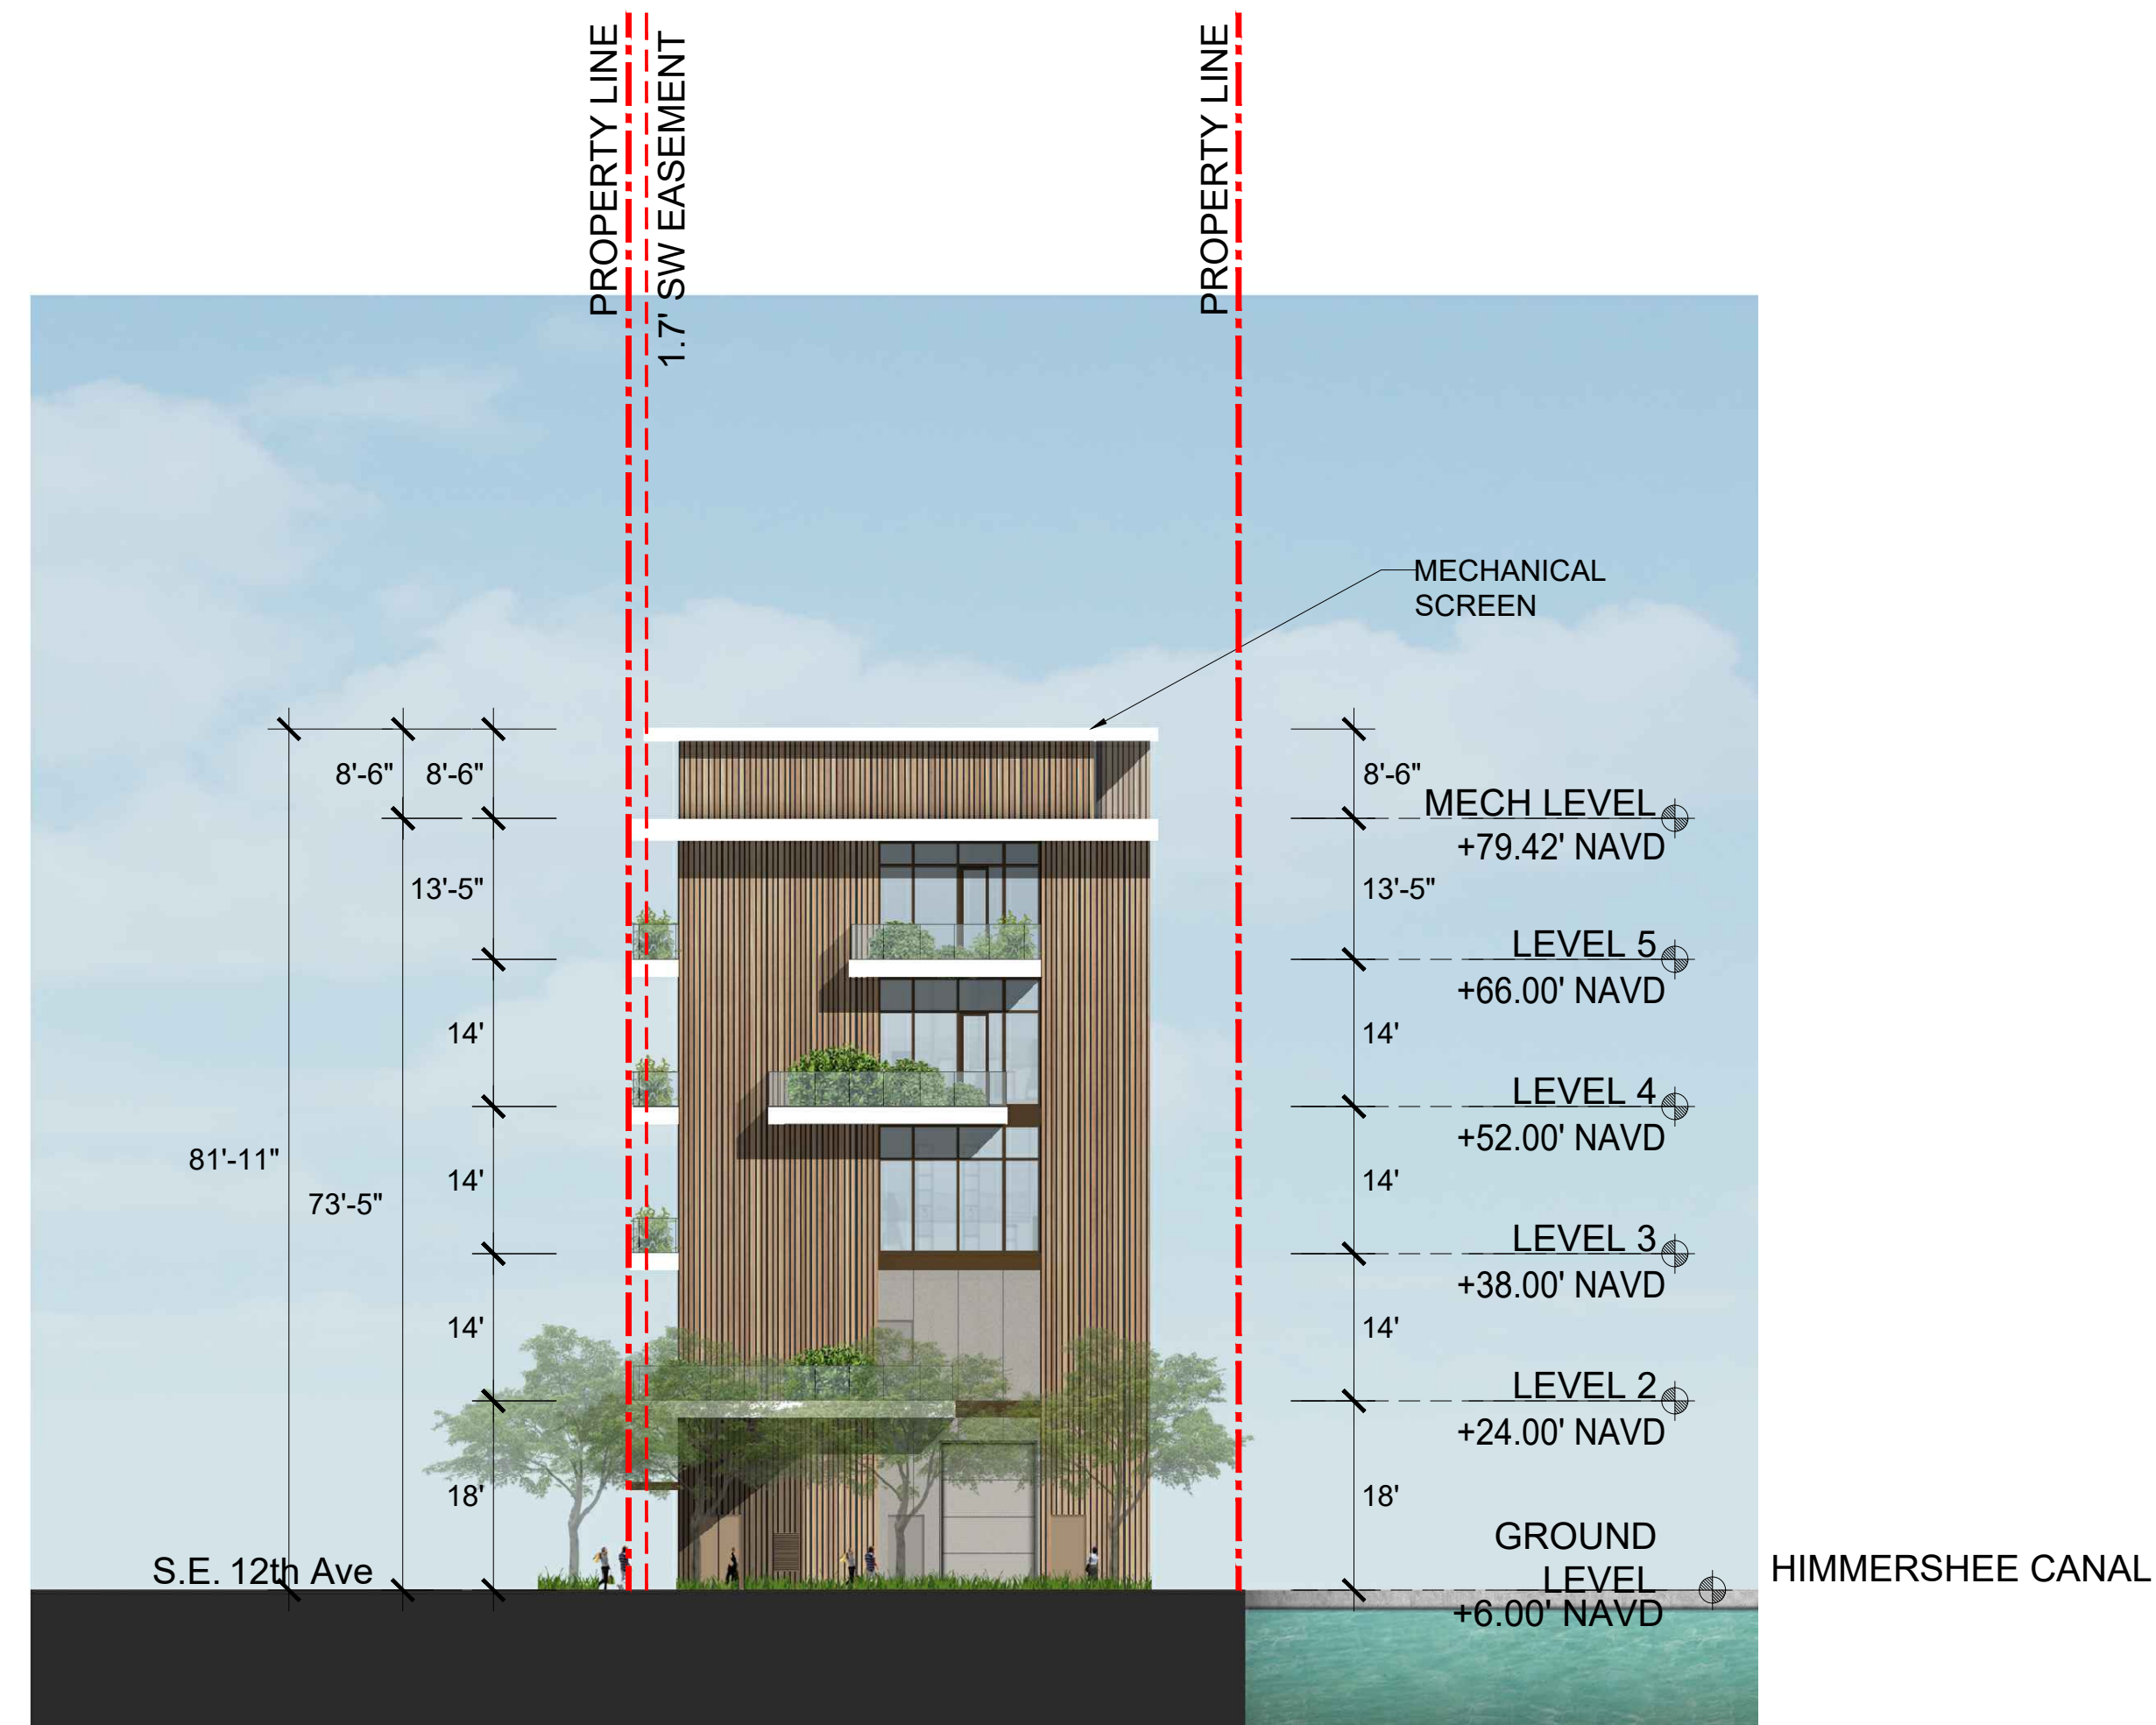 PROPERTY LINE
1.7' SW EASEMENT
PROPERTY LINE
MECHANICAL
SCREEN
8'-6"
8'-6"
8'-6"
MECH LEVEL
+79.42' NAVD
13'-5"
13'-5"
LEVEL 5
+66.00' NAVD
14'
14'
LEVEL 4
+52.00' NAVD
81'-11"
73'-5"
14'
14'
LEVEL 3
+38.00' NAVD
14'
14'
LEVEL 2
+24.00' NAVD
18'
18'
GROUND
LEVEL
+6.00' NAVD
S.E. 12th Ave
HIMMERSHEE CANAL